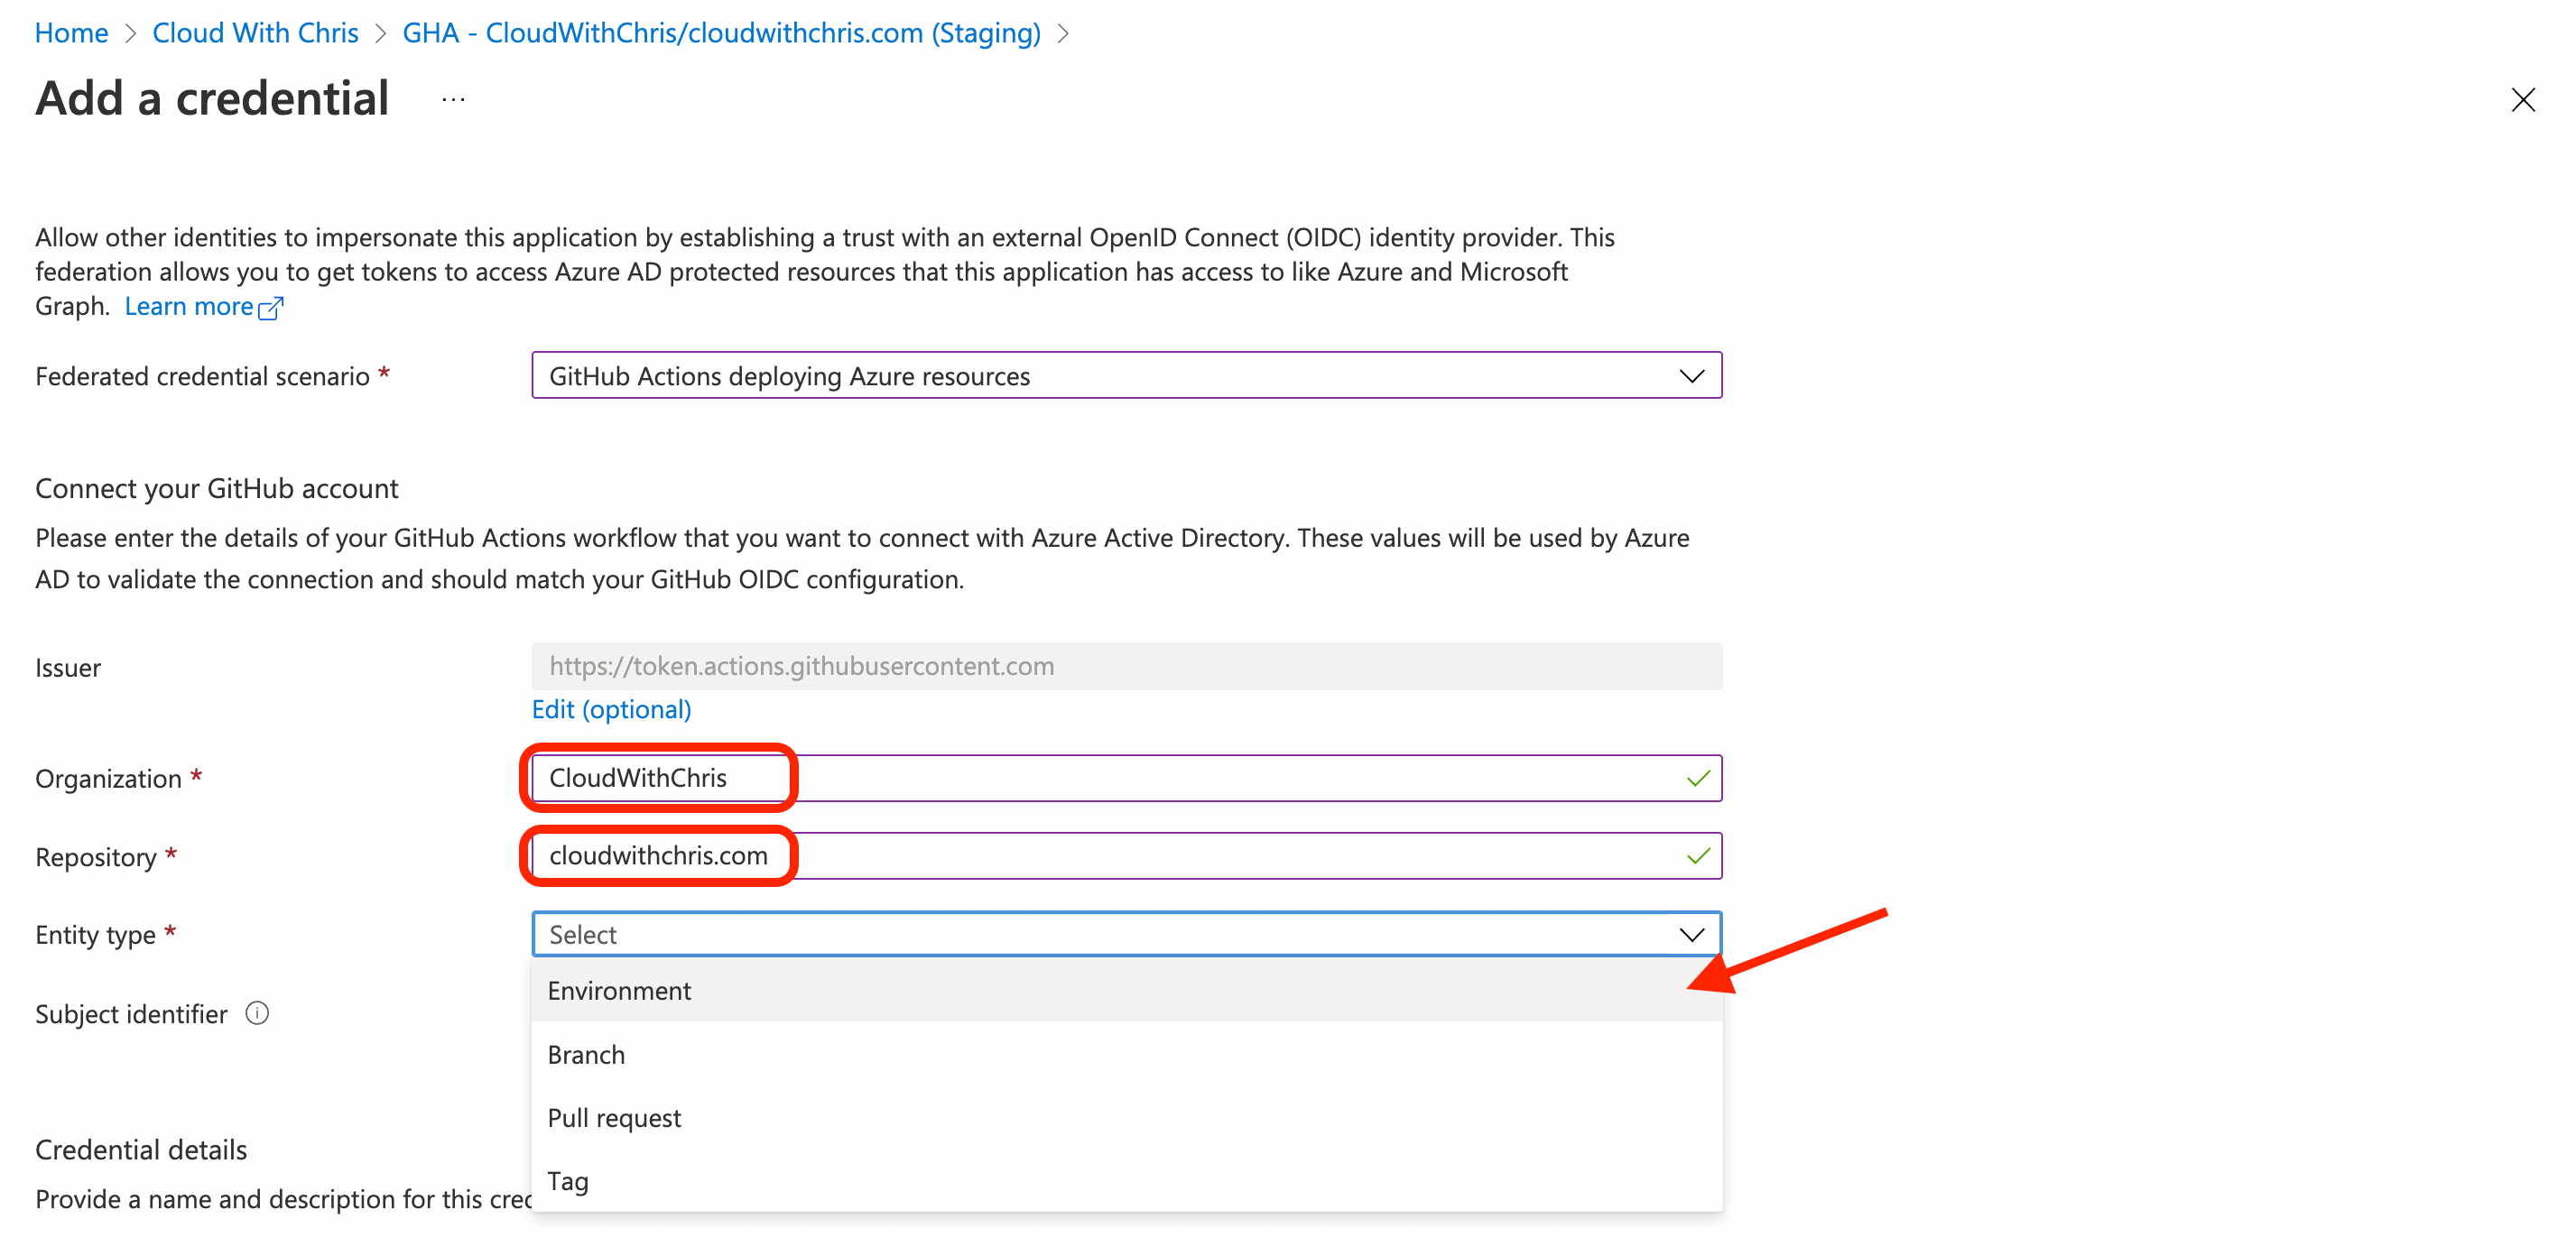 Home > Cloud With Chris > GHA - CloudWithChris/cloudwithchris.com (Staging) >
Add a credential ...
Allow other identities to impersonate this application by establishing a trust with an external OpenID Connect (OIDC) identity provider. This
federation allows you to get tokens to access Azure AD protected resources that this application has access to like Azure and Microsoft
Graph. Learn more
Federated credential scenario *
GitHub Actions deploying Azure resources
Connect your GitHub account
Please enter the details of your GitHub Actions workflow that you want to connect with Azure Active Directory. These values will be used by Azure
AD to validate the connection and should match your GitHub OIDC configuration.
Issuer
https://token.actions.githubusercontent.com
Edit (optional)
Organization *
CloudWithChris
Repository *
cloudwithchris.com
Entity type *
Select
Environment
Subject identifier
Branch
Pull request
Credential details
Tag
Provide a name and description for this